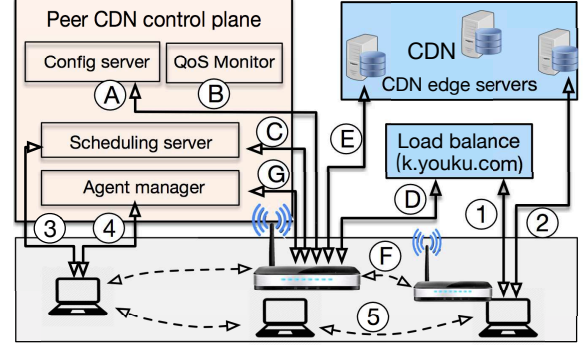 Peer CDN control plane
Config server
QoS Monitor
A
B
Scheduling server
C
Agent manager
G
3
4
CDN
CDN edge servers
E
Load balance
(k.youku.com)
D
1
2
F
5